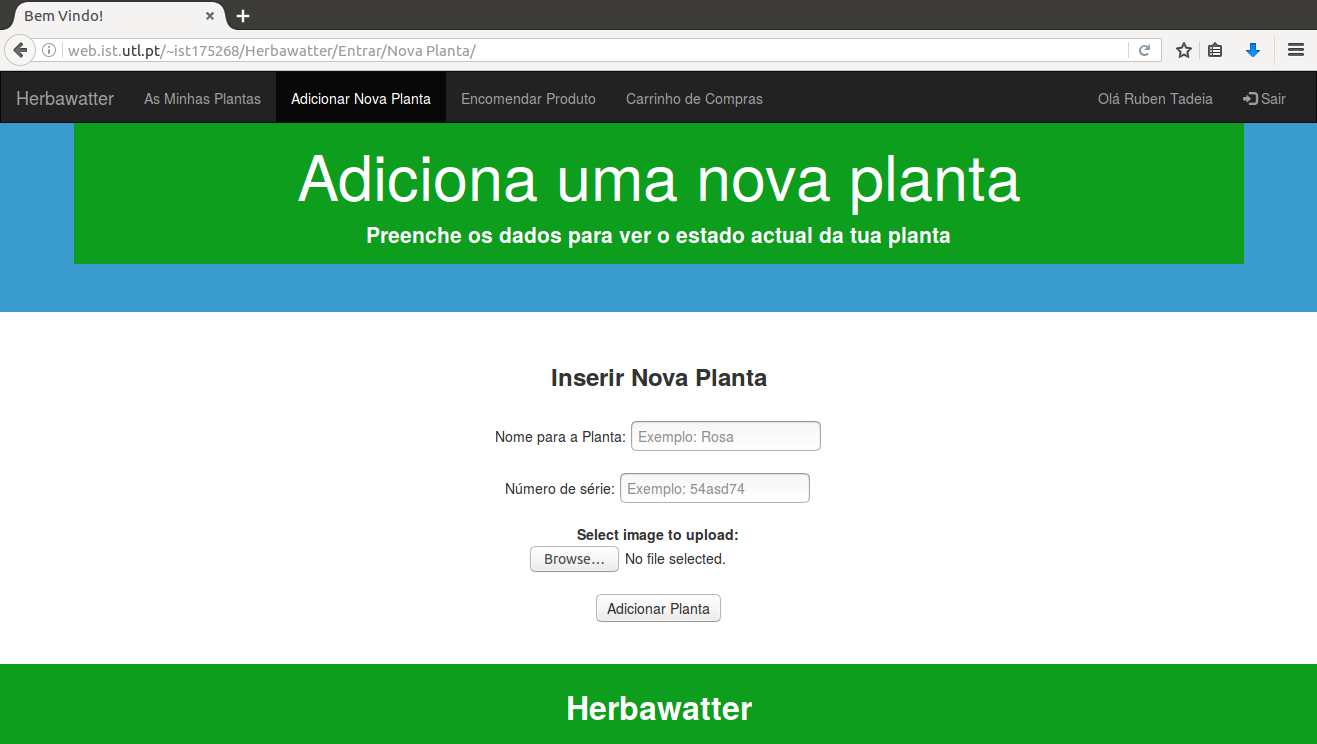 Bem Vindo!
web.ist.utl.pt/~ist175268/Herbawatter/Entrar/Nova Planta/
Herbawatter As Minhas Plantas Adicionar Nova Planta Encomendar Produto Carrinho de Compras Olá Ruben Tadeia Sair
Adiciona uma nova planta
Preenche os dados para ver o estado actual da tua planta
Inserir Nova Planta
Nome para a Planta: Exemplo: Rosa
Número de série: Exemplo: 54asd74
Select image to upload:
Browse... No file selected.
Adicionar Planta
Herbawatter